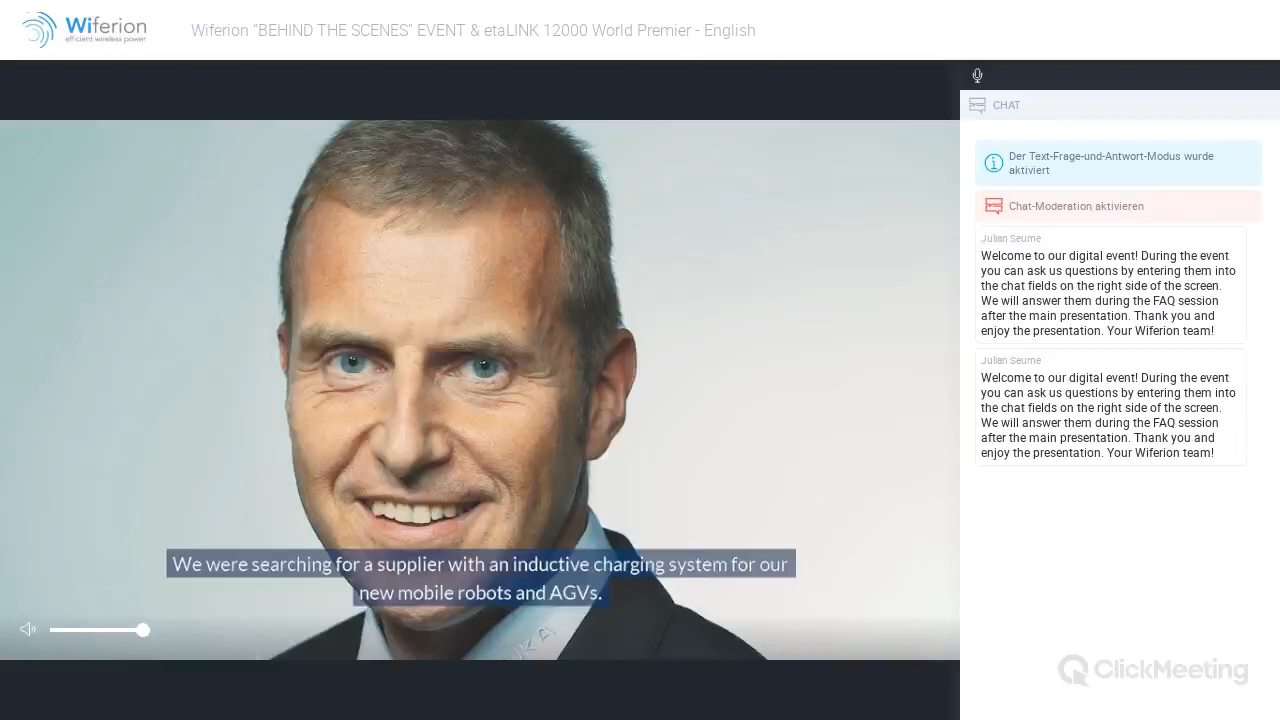 Wiferion
efficient wireless power
Wiferion "BEHIND THE SCENES" EVENT & etaLINK 12000 World Premier - English
CHAT
Der Text-Frage-und-Antwort-Modus wurde
aktiviert
Chat-Moderation aktivieren
Julian Seume
Welcome to our digital event! During the event
you can ask us questions by entering them into
the chat fields on the right side of the screen.
We will answer them during the FAQ session
after the main presentation. Thank you and
enjoy the presentation. Your Wiferion team!
Julian Seume
Welcome to our digital event! During the event
you can ask us questions by entering them into
the chat fields on the right side of the screen.
We will answer them during the FAQ session
after the main presentation. Thank you and
enjoy the presentation. Your Wiferion team!
We were searching for a supplier with an inductive charging system for our
new mobile robots and AGVs.
ClickMeeting